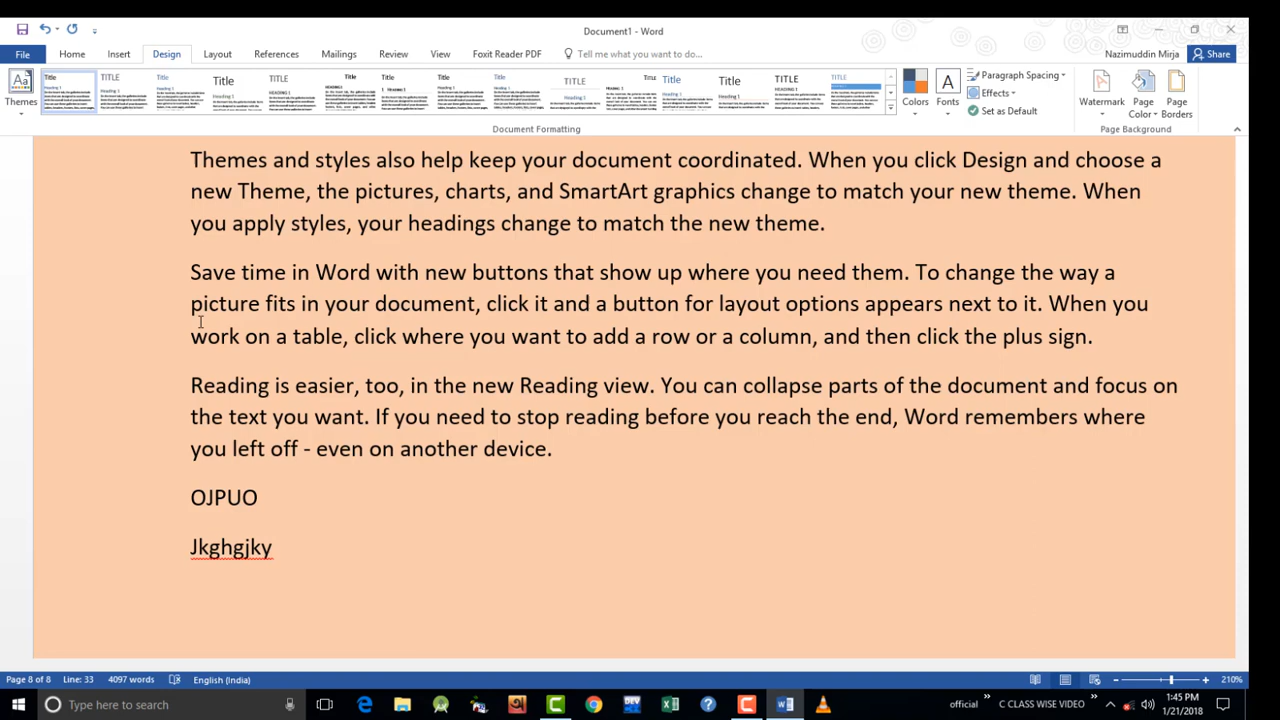 Document1 - Word
File Home Insert Design Layout References Mailings Review View Foxit Reader PDF Tell me what you want to do... Nazimuddin Mirja Share
Themes
Colors
Fonts
Paragraph Spacing
Effects
Set as Default
Watermark
Page Color
Page Borders
Document Formatting
Page Background
Themes and styles also help keep your document coordinated. When you click Design and choose a
new Theme, the pictures, charts, and SmartArt graphics change to match your new theme. When
you apply styles, your headings change to match the new theme.
Save time in Word with new buttons that show up where you need them. To change the way a
picture fits in your document, click it and a button for layout options appears next to it. When you
work on a table, click where you want to add a row or a column, and then click the plus sign.
Reading is easier, too, in the new Reading view. You can collapse parts of the document and focus on
the text you want. If you need to stop reading before you reach the end, Word remembers where
you left off - even on another device.
OJPUO
Jkghgjky
Page 8 of 8 Line: 33 4097 words English (India) 210%
Type here to search
official
C CLASS WISE VIDEO
1:45 PM
1/21/2018